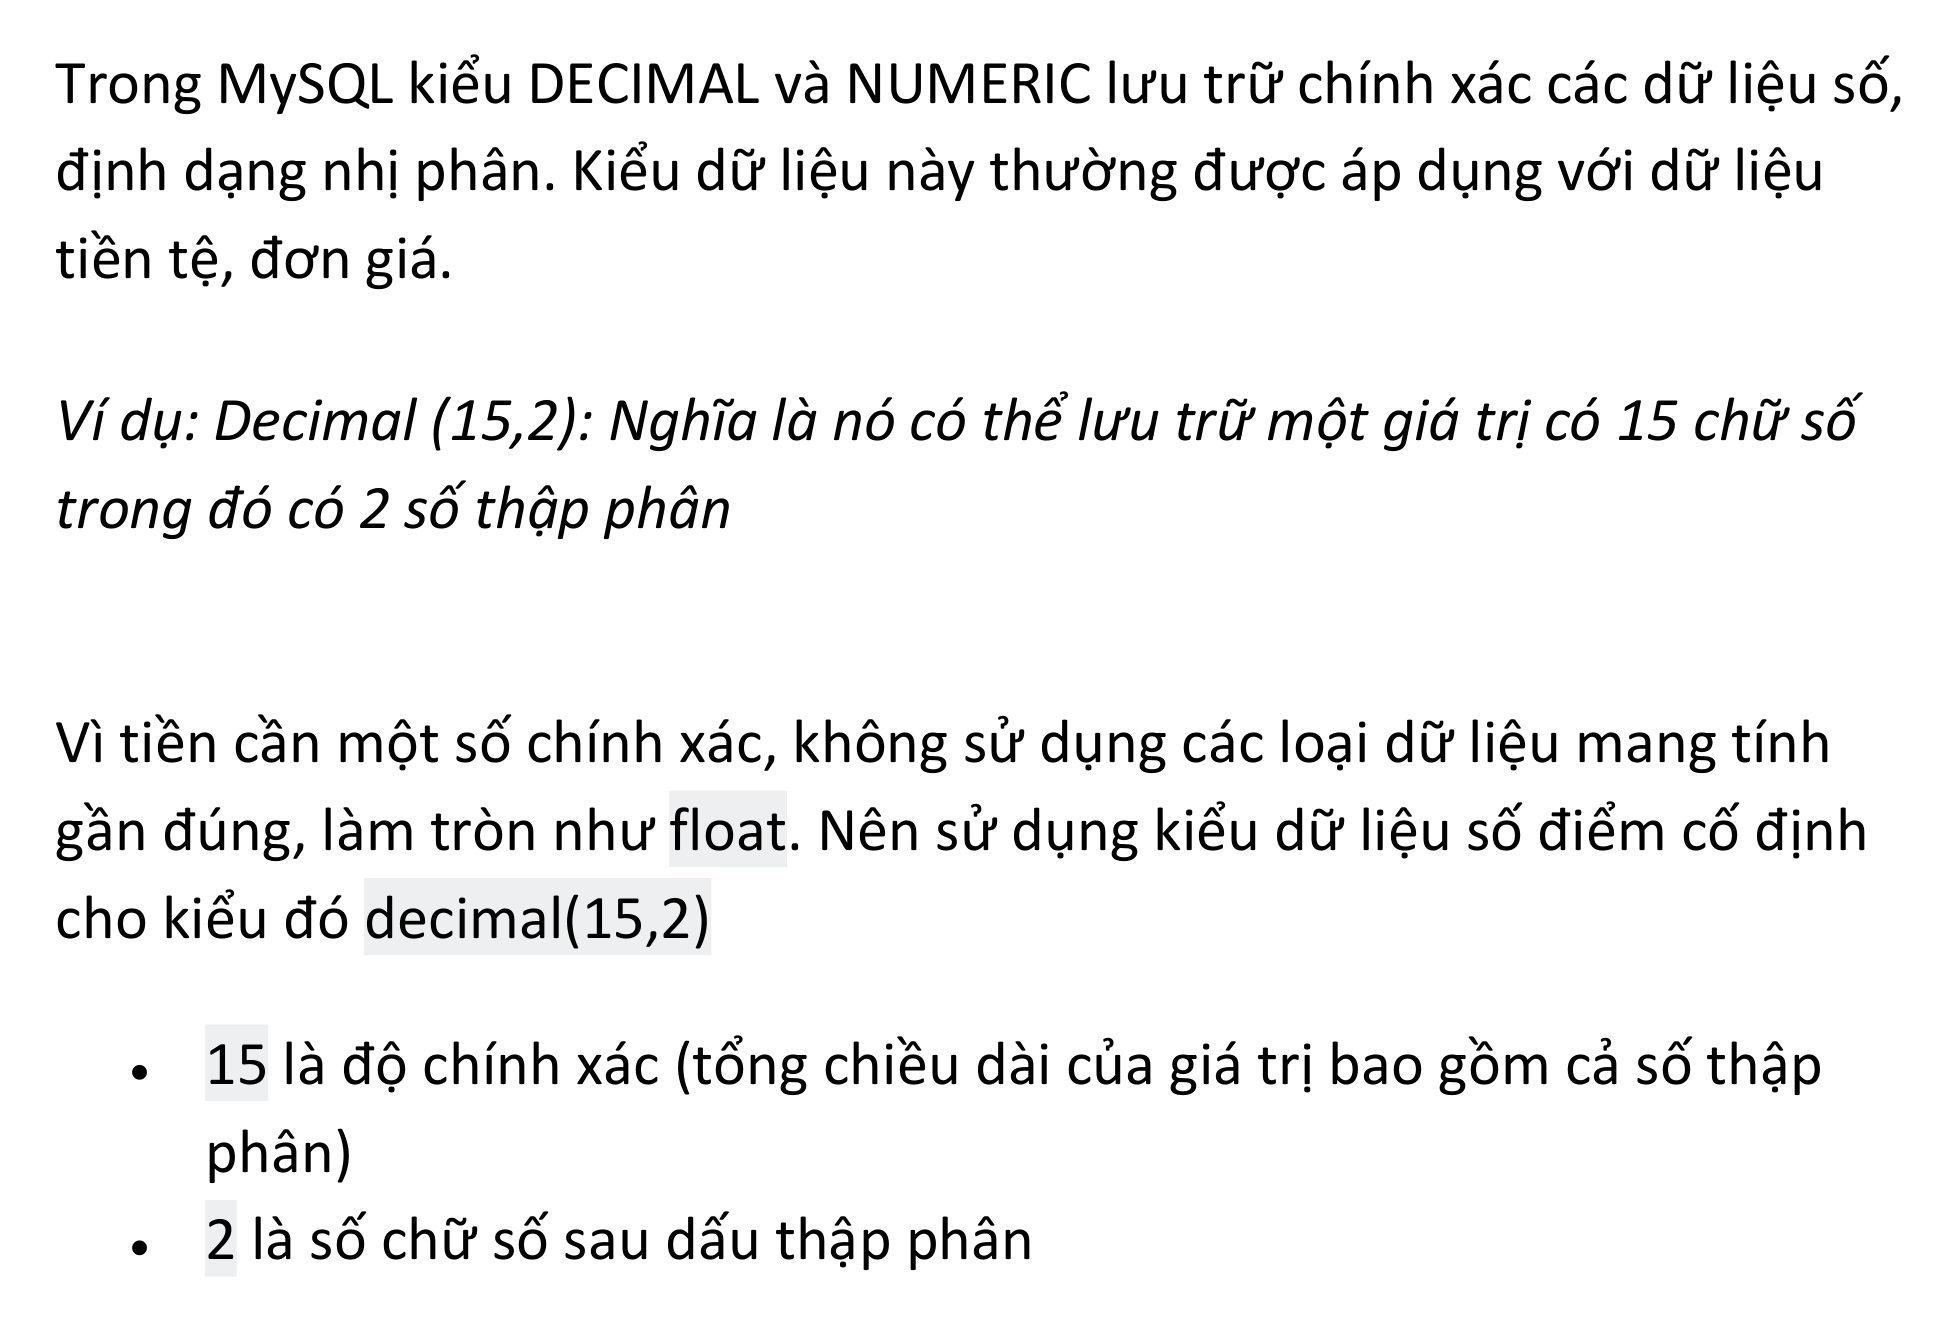 Trong MySQL kiểu DECIMAL và NUMERIC lưu trữ chính xác các dữ liệu số,
định dạng nhị phân. Kiểu dữ liệu này thường được áp dụng với dữ liệu
tiền tệ, đơn giá.
Ví dụ: Decimal (15,2): Nghĩa là nó có thể lưu trữ một giá trị có 15 chữ số
trong đó có 2 số thập phân
Vì tiền cần một số chính xác, không sử dụng các loại dữ liệu mang tính
gần đúng, làm tròn như float. Nên sử dụng kiểu dữ liệu số điểm cố định
cho kiểu đó decimal(15,2)
• 15 là độ chính xác (tổng chiều dài của giá trị bao gồm cả số thập
phân)
• 2 là số chữ số sau dấu thập phân